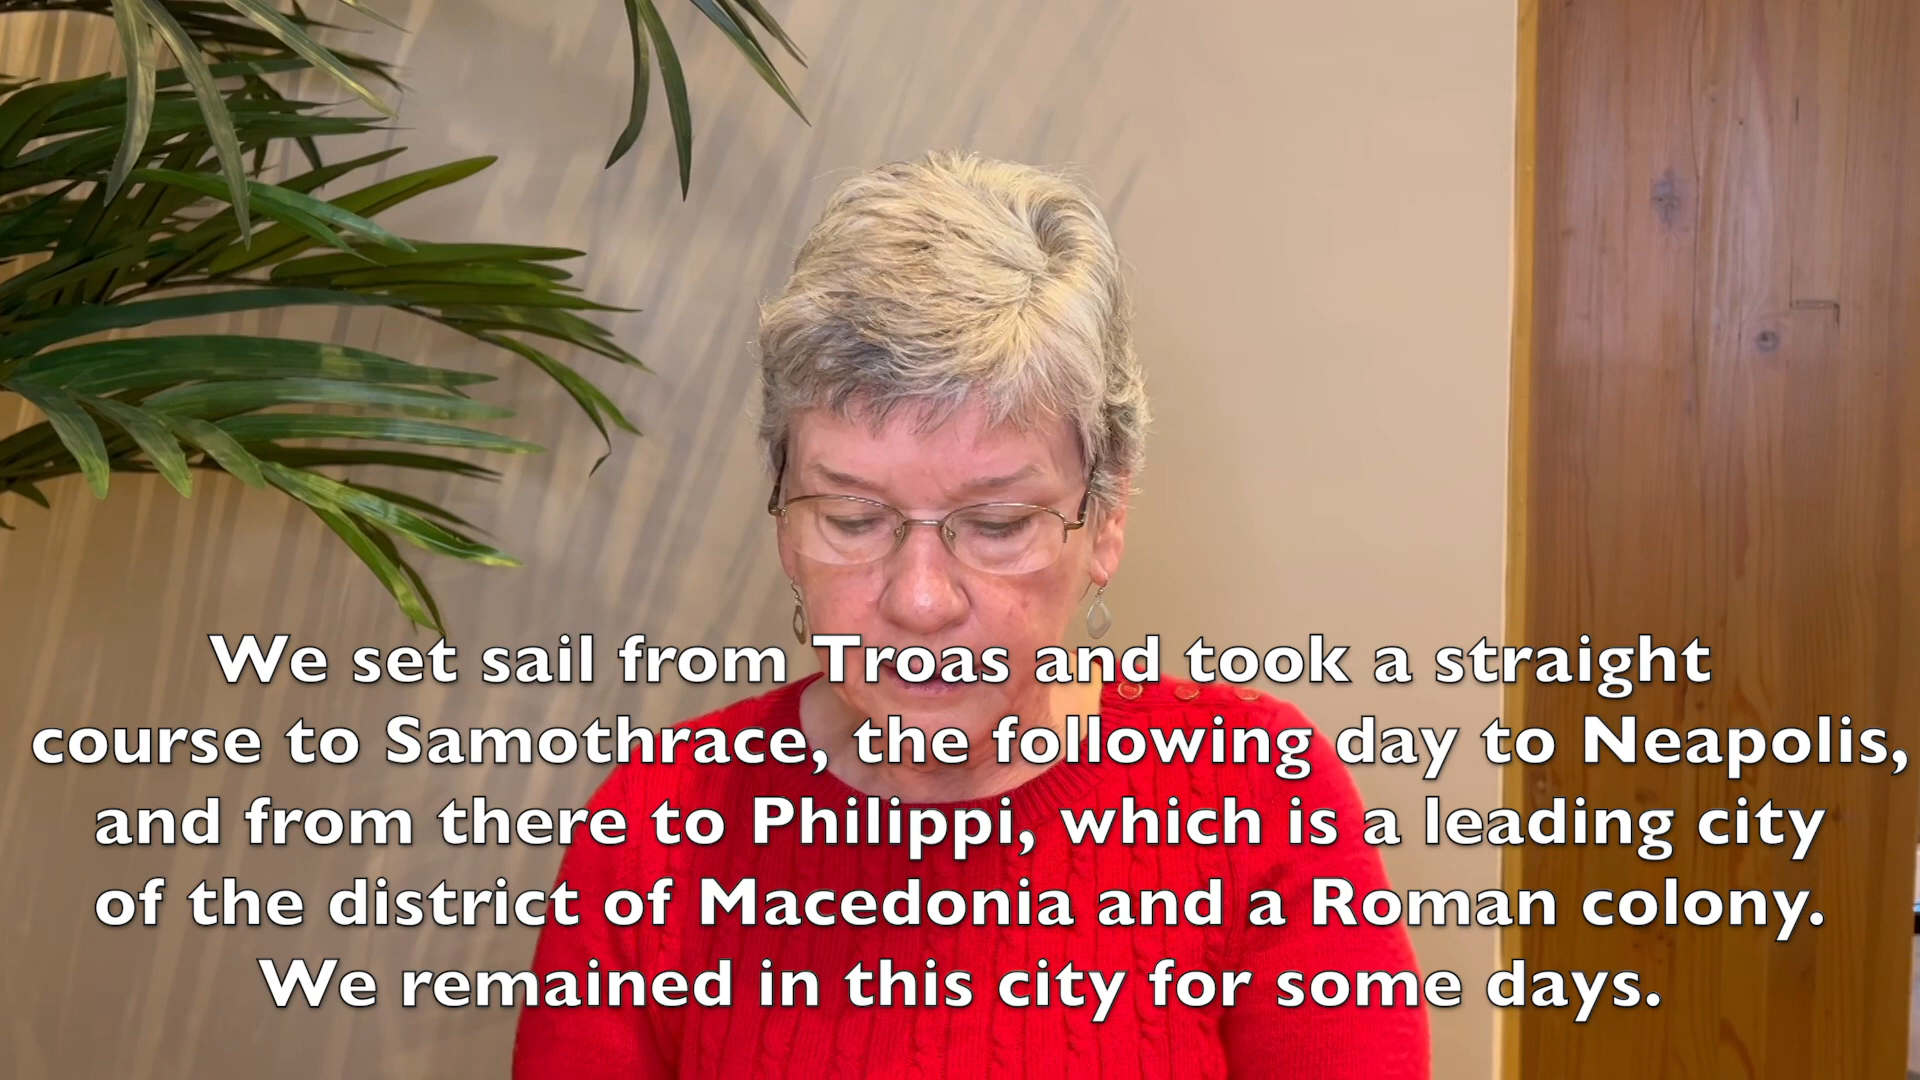 We set sail from Troas and took a straight
course to Samothrace, the following day to Neapolis,
and from there to Philippi, which is a leading city
of the district of Macedonia and a Roman colony.
We remained in this city for some days.